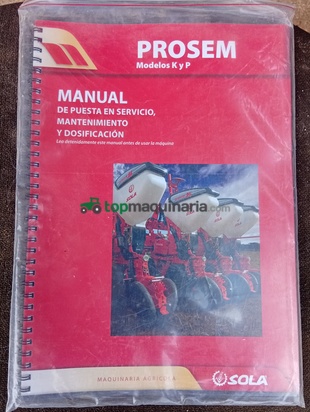 PROSEM
Modelos K y P
MANUAL
DE PUESTA EN SERVICIO,
MANTENIMIENTO
Y DOSIFICACIÓN
Lea detenidamente este manual antes de usar la máquina
SOLA
topmaquinaria.com
MAQUINARIA AGRÍCOLA
SOLA